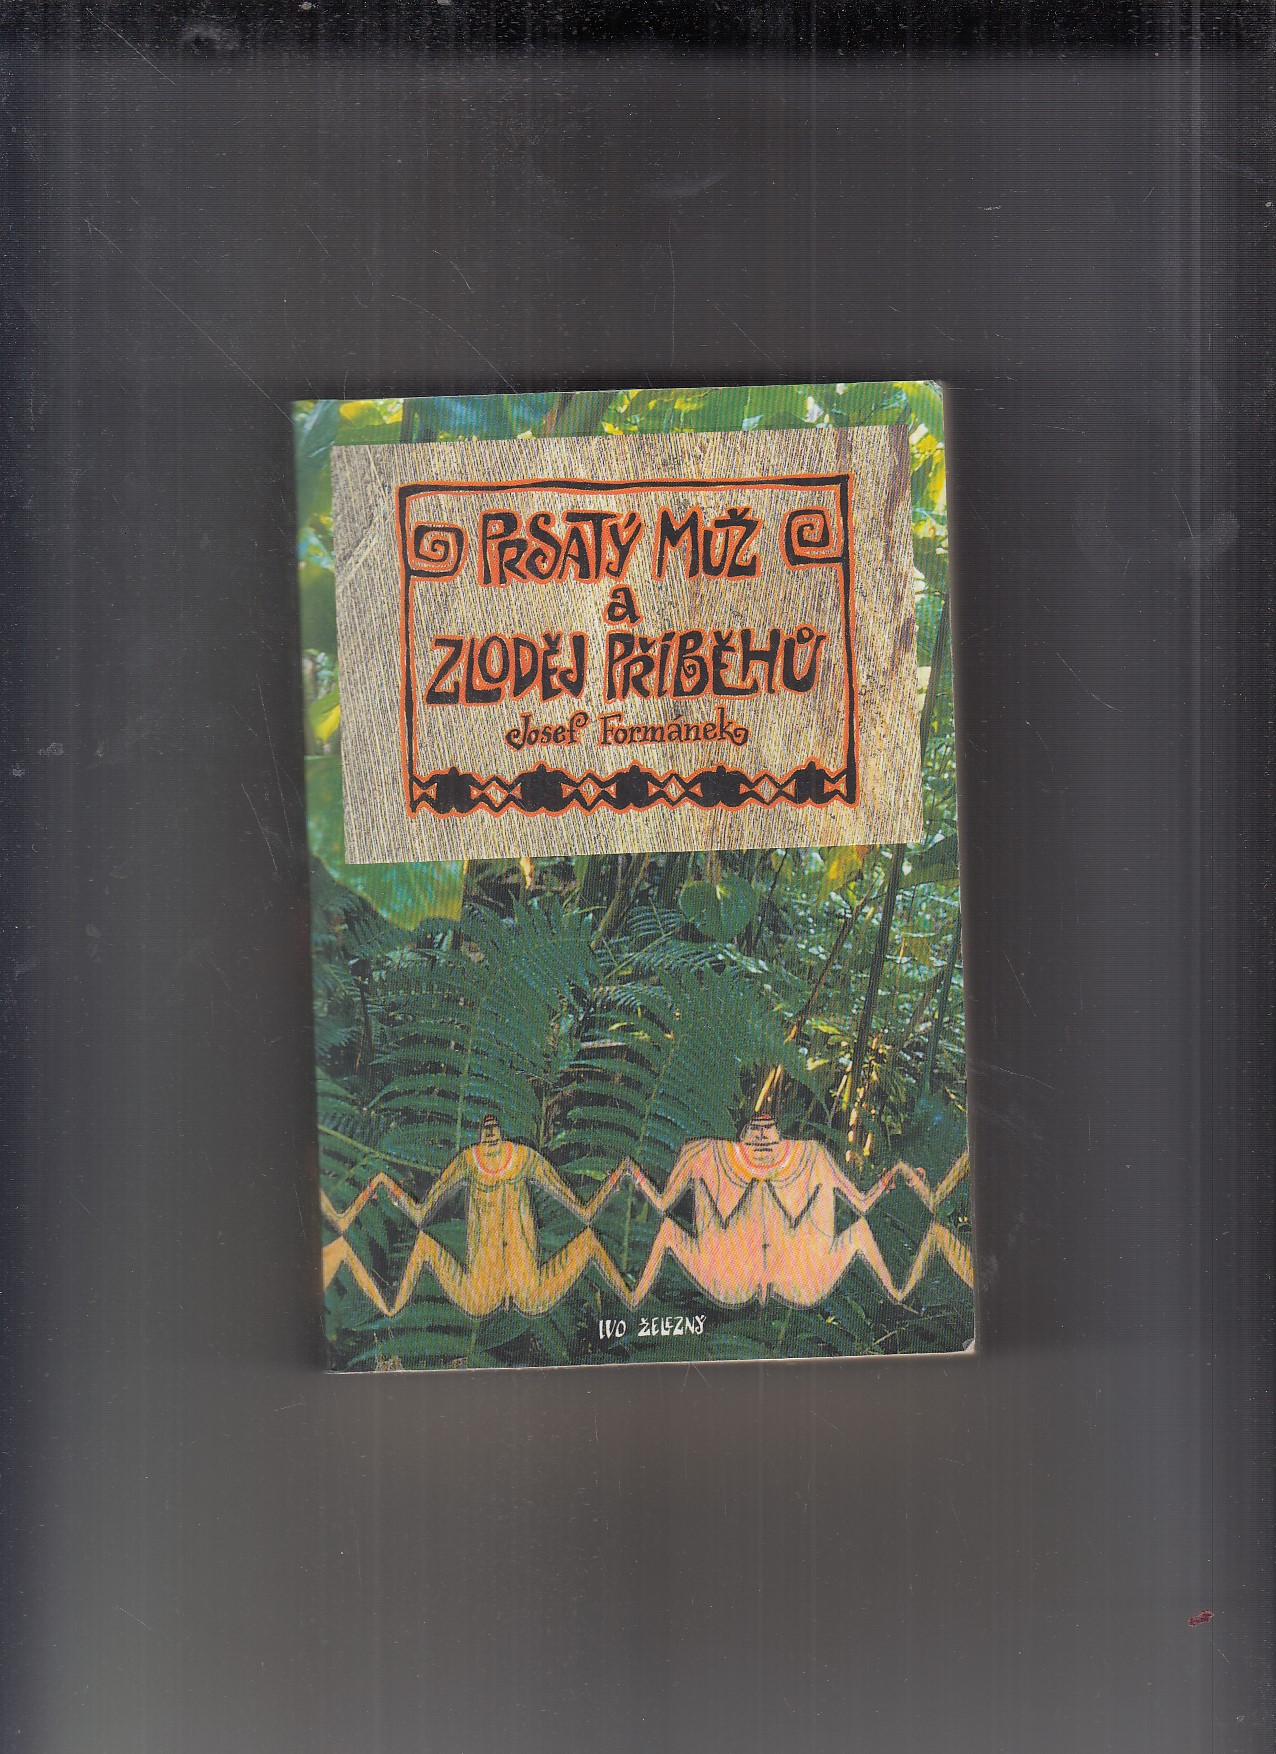 PRSATÝ MUŽ
a
ZLODĚJ PŘÍBĚHŮ
Josef Formánek
IVO ŽELEZNÝ